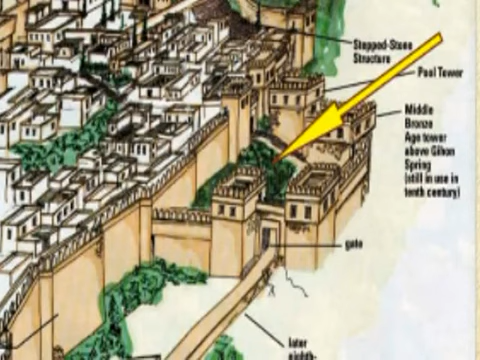 Stepped-Stone
Structure
Pool Tower
Middle
Bronze
Age tower
above Gihon
Spring
(still in use in
tenth century)
gate
later
eighth-